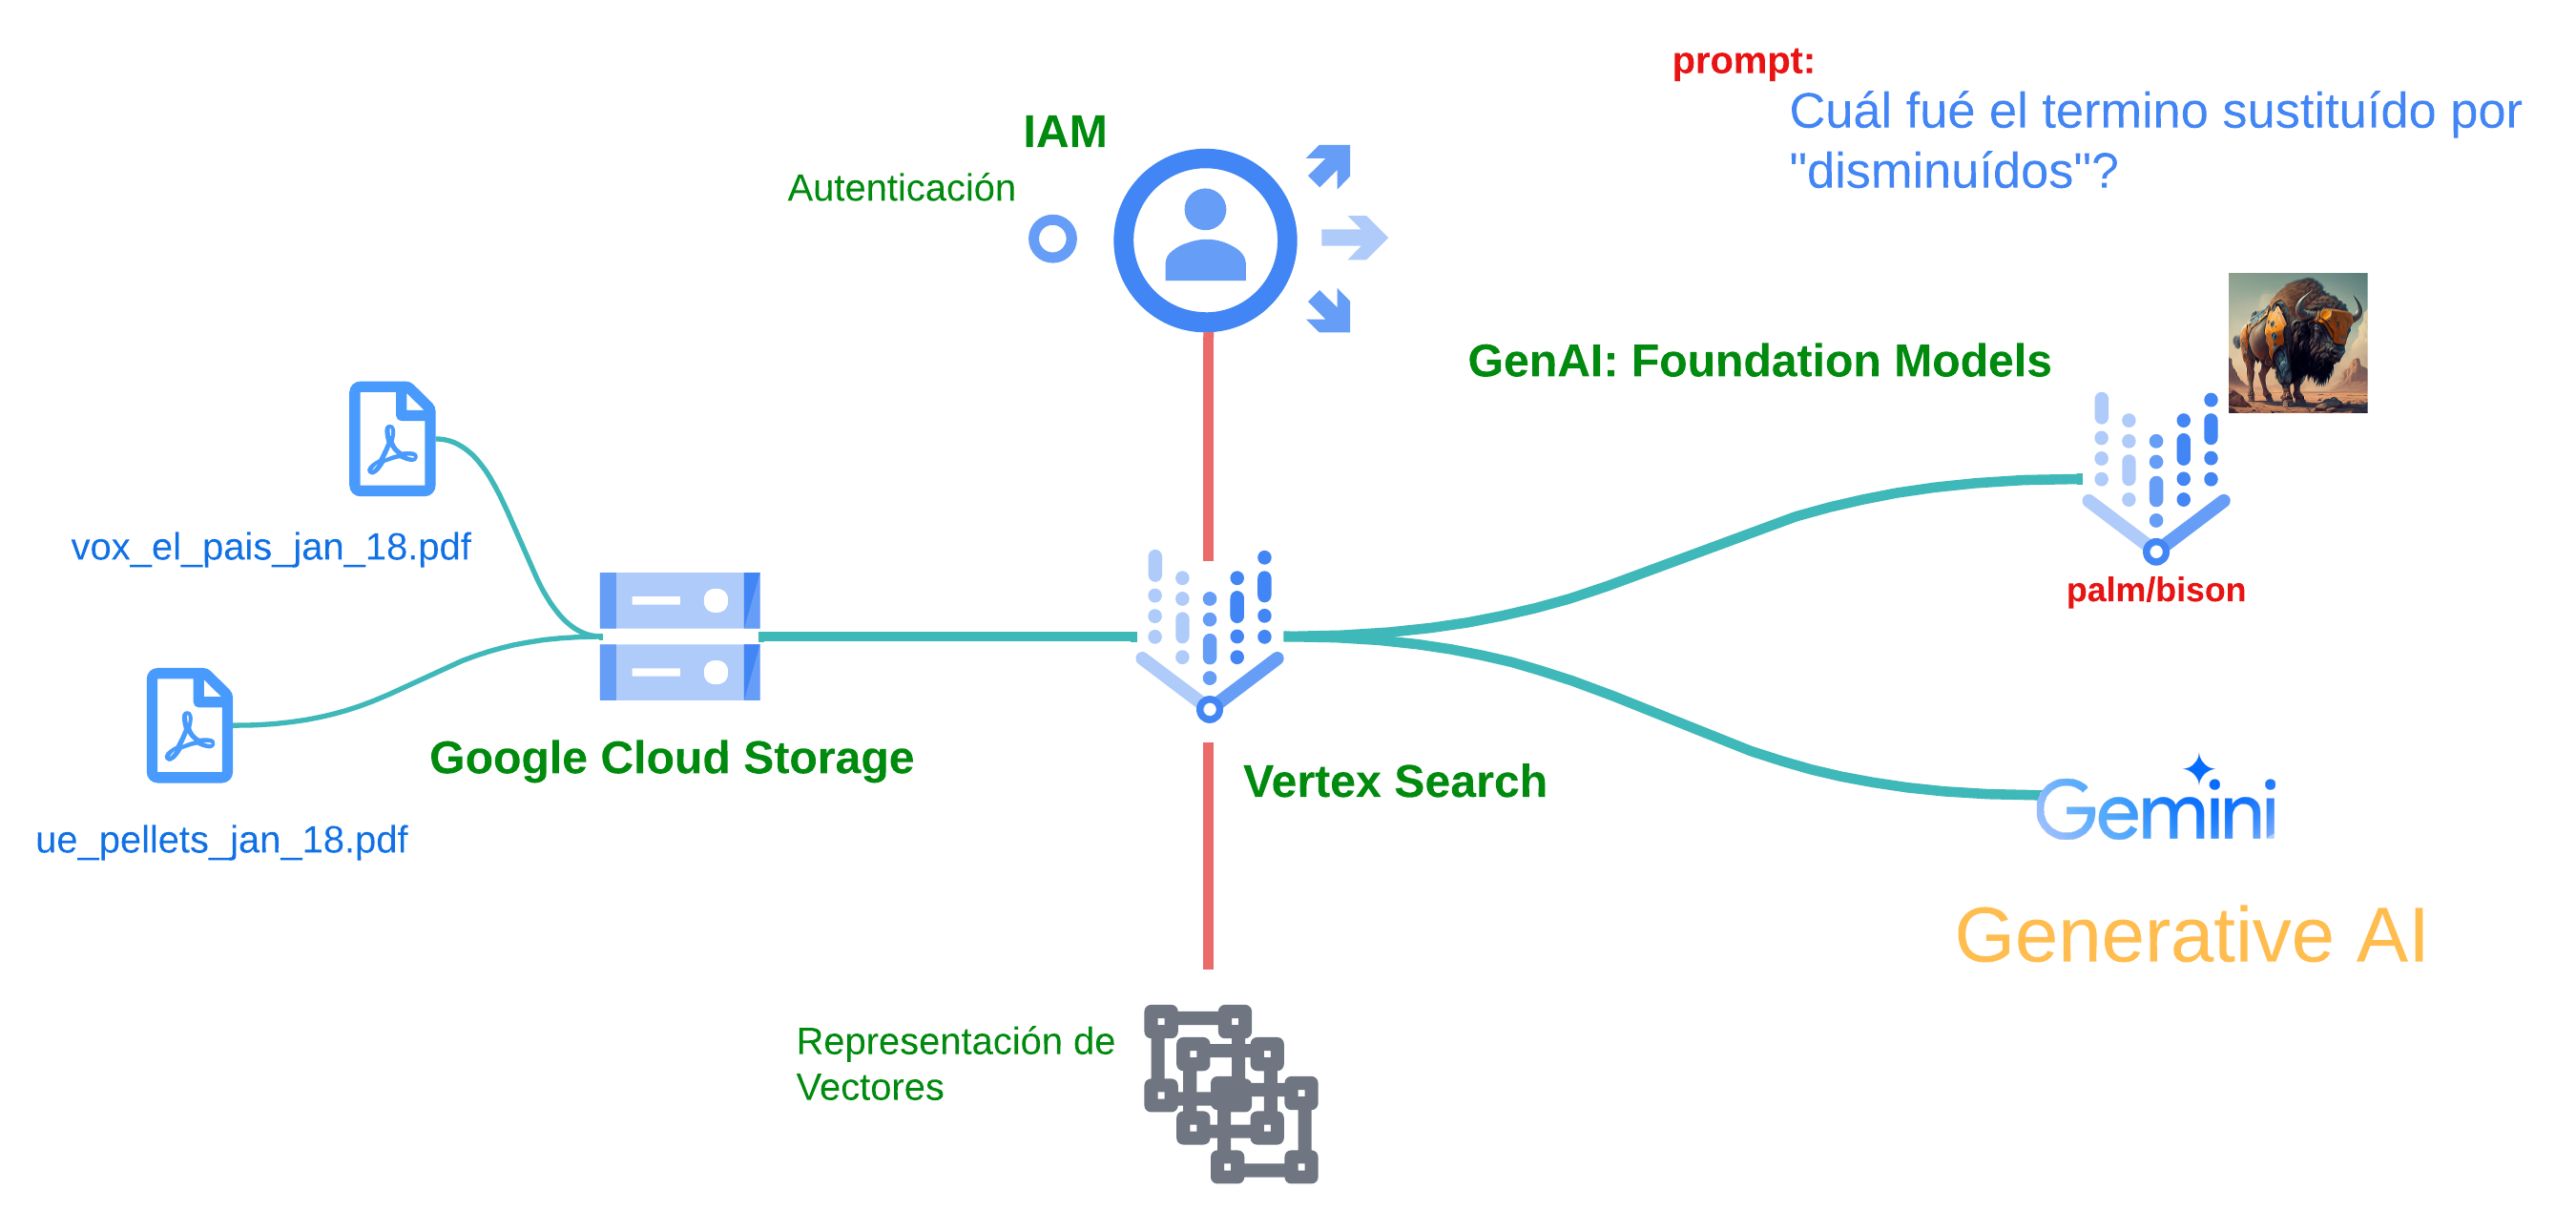 prompt:
Cuál fué el termino sustituído por
"disminuídos"?
IAM
Autenticación
GenAI: Foundation Models
vox_el_pais_jan_18.pdf
palm/bison
Google Cloud Storage
Vertex Search
Gemini
ue_pellets_jan_18.pdf
Generative AI
Representación de
Vectores